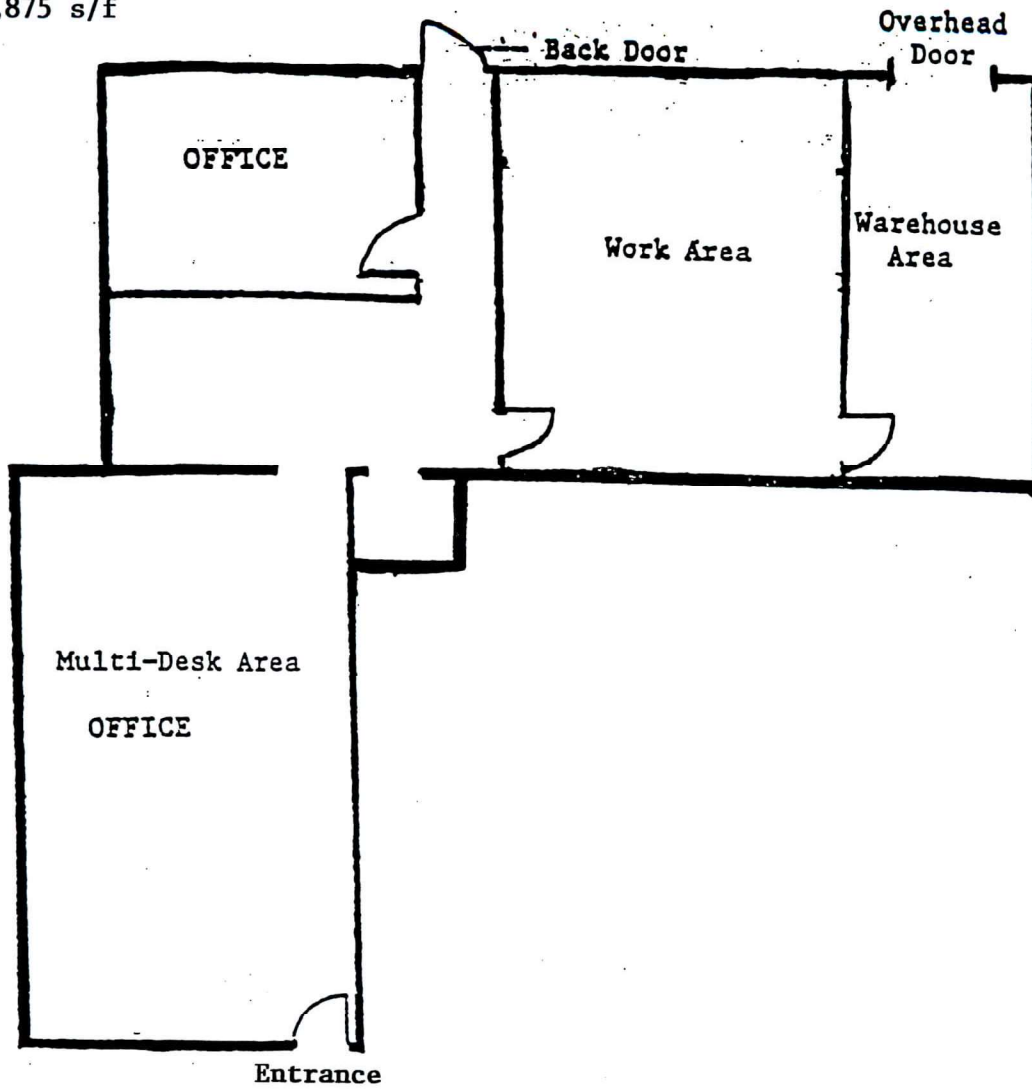 875 s/f
Overhead
Door
Back Door
OFFICE
Work Area
Warehouse
Area
Multi-Desk Area
OFFICE
Entrance